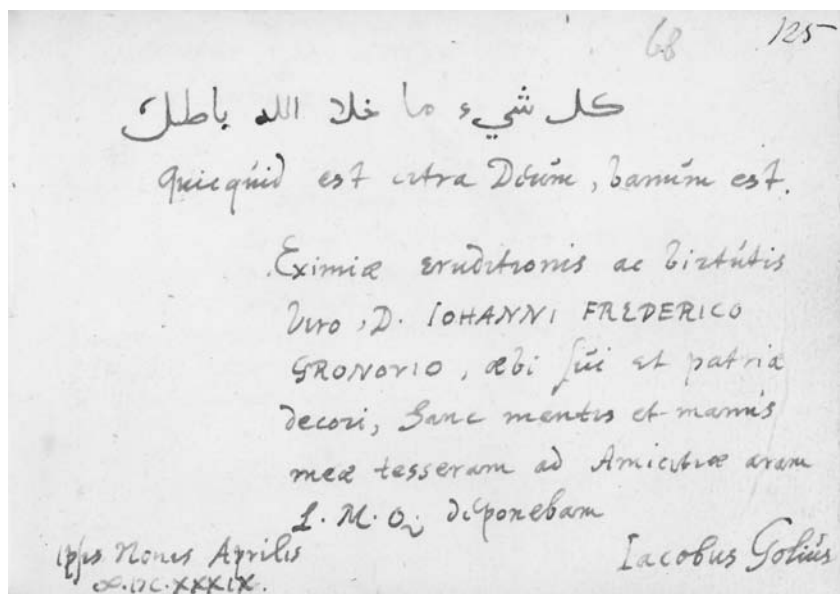 68 125
كل شيء ما خلا الله باطل
Quicquid est citra Deum, vanum est.
Eximiæ eruditionis ac virtutis
viro, D. IOHANNI FREDERICO
GRONOVIO, ævi sui et patriæ
decori, hanc mentis et manus
meæ tesseram ad Amicitiæ aram
L. M. Q. deponebam
ipsis Nonis Aprilis
Iacobus Golius
XXXIX.